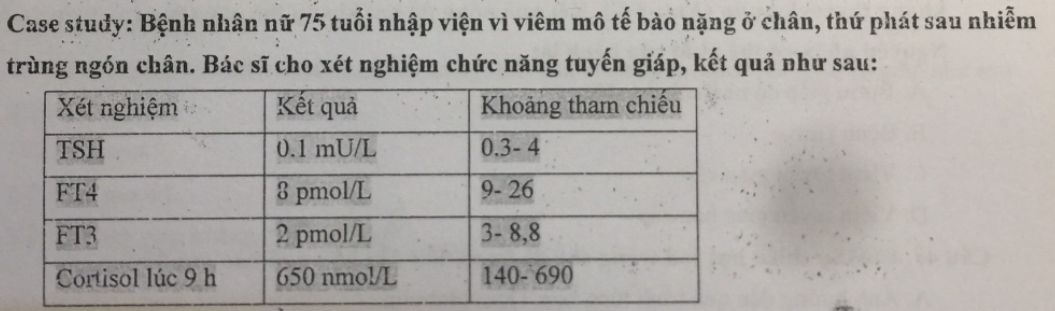 Case study: Bệnh nhân nữ 75 tuổi nhập viện vì viêm mô tế bào nặng ở chân, thứ phát sau nhiễm
trùng ngón chân. Bác sĩ cho xét nghiệm chức năng tuyến giáp, kết quả như sau:
Xét nghiệm Kết quả Khoảng tham chiếu
TSH 0.1 mU/L 0.3- 4
FT4 8 pmol/L 9- 26
FT3 2 pmol/L 3- 8,8
Cortisol lúc 9 h 650 nmol/L 140- 690